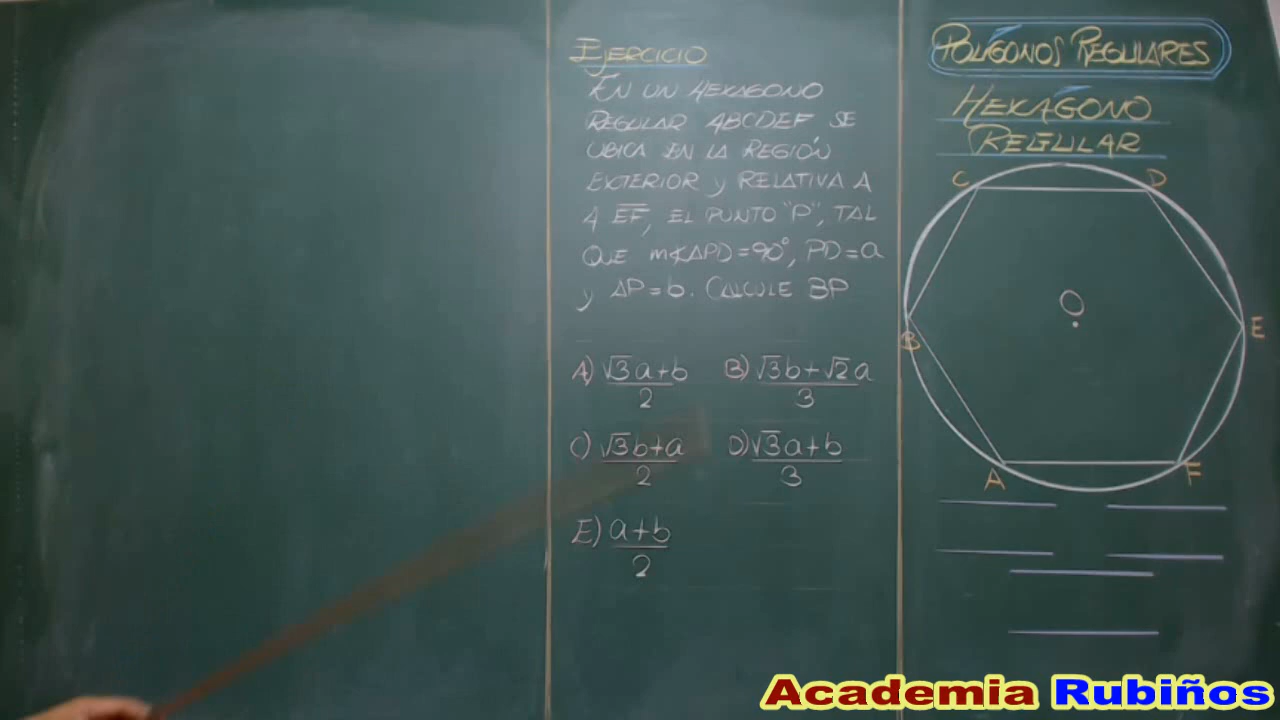 EJERCICIO
EN UN HEXÁGONO
REGULAR ABCDEF SE
UBICA EN LA REGIÓN
EXTERIOR y RELATIVA A
A EF, EL PUNTO "P", TAL
QUE m∢APD=90°, PD=a
y AP=b. CALCULE BP
A) √3a+b/2 B) √3b+√2a/3
C) √3b+a/2 D) √3a+b/3
E) a+b/2
POLÍGONOS REGULARES
HEXÁGONO
REGULAR
C D
O
B E
A F
Academia Rubiños